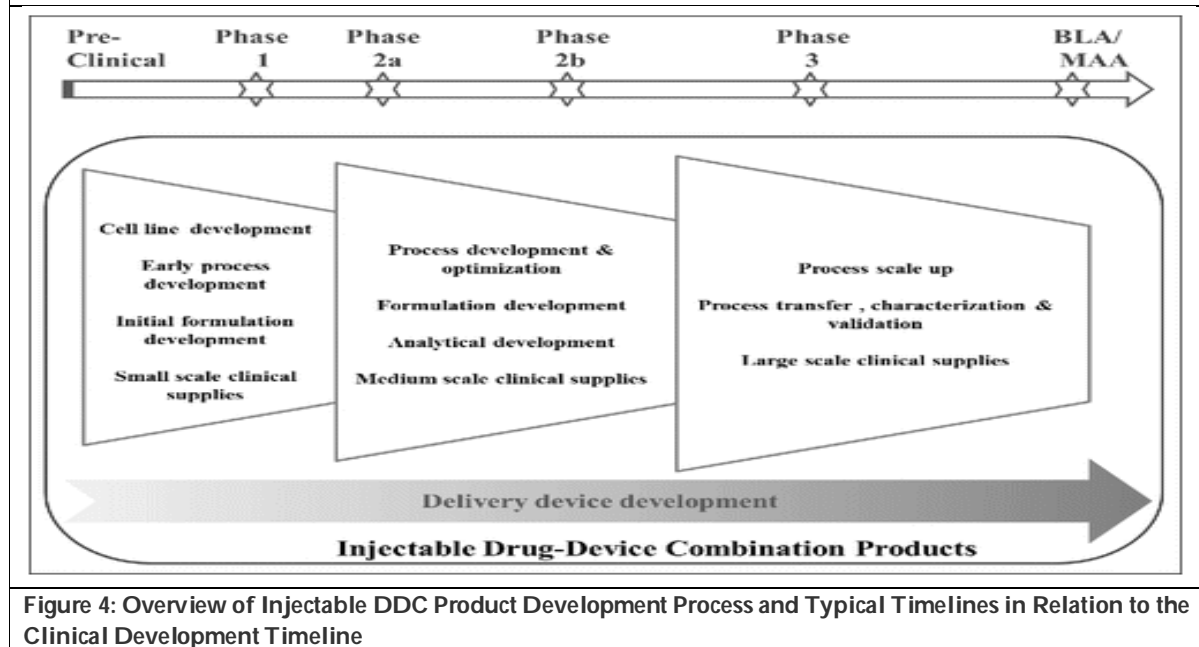 Pre-
Clinical
Phase
1
Phase
2a
Phase
2b
Phase
3
BLA/
MAA
Cell line development
Early process
development
Initial formulation
development
Small scale clinical
supplies
Process development &
optimization
Formulation development
Analytical development
Medium scale clinical supplies
Process scale up
Process transfer , characterization &
validation
Large scale clinical supplies
Delivery device development
Injectable Drug-Device Combination Products
Figure 4: Overview of Injectable DDC Product Development Process and Typical Timelines in Relation to the
Clinical Development Timeline